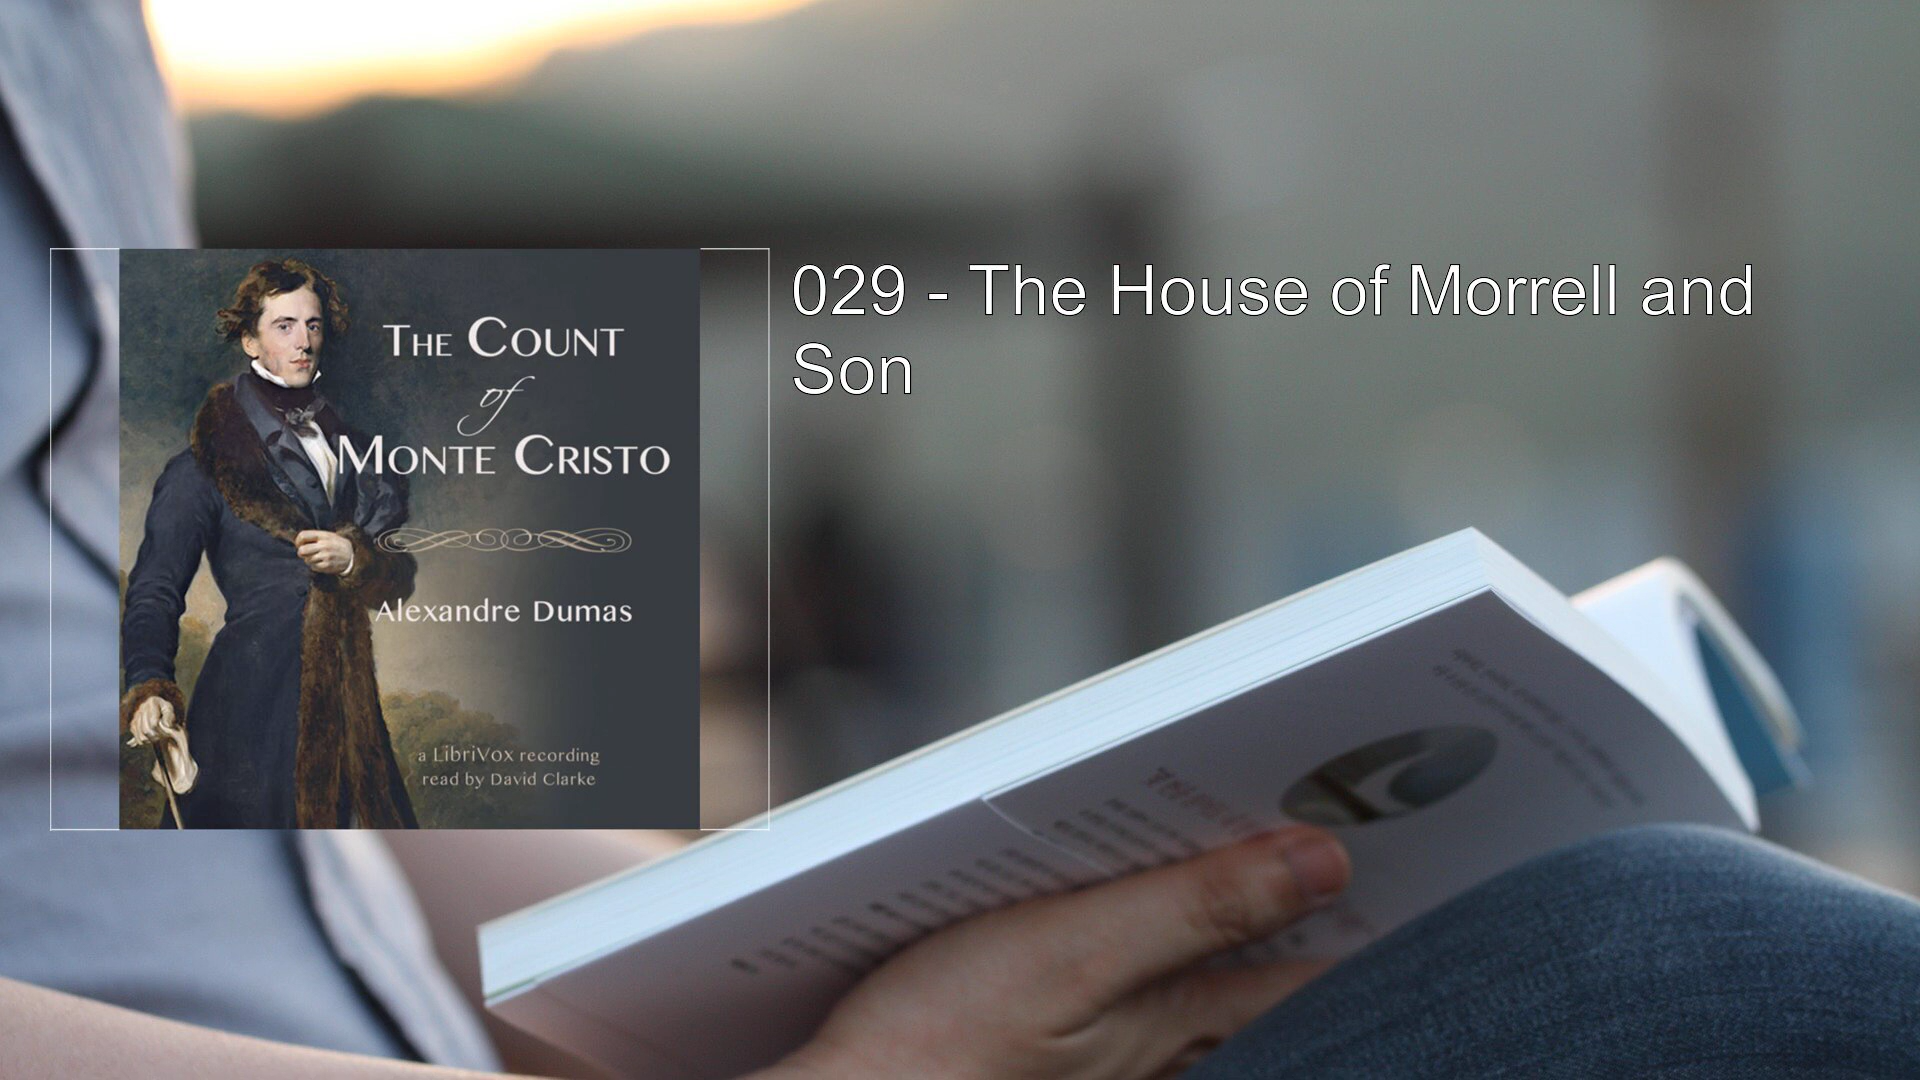 The Count
of
Monte Cristo
Alexandre Dumas
a LibriVox recording
read by David Clarke
029 - The House of Morrell and
Son